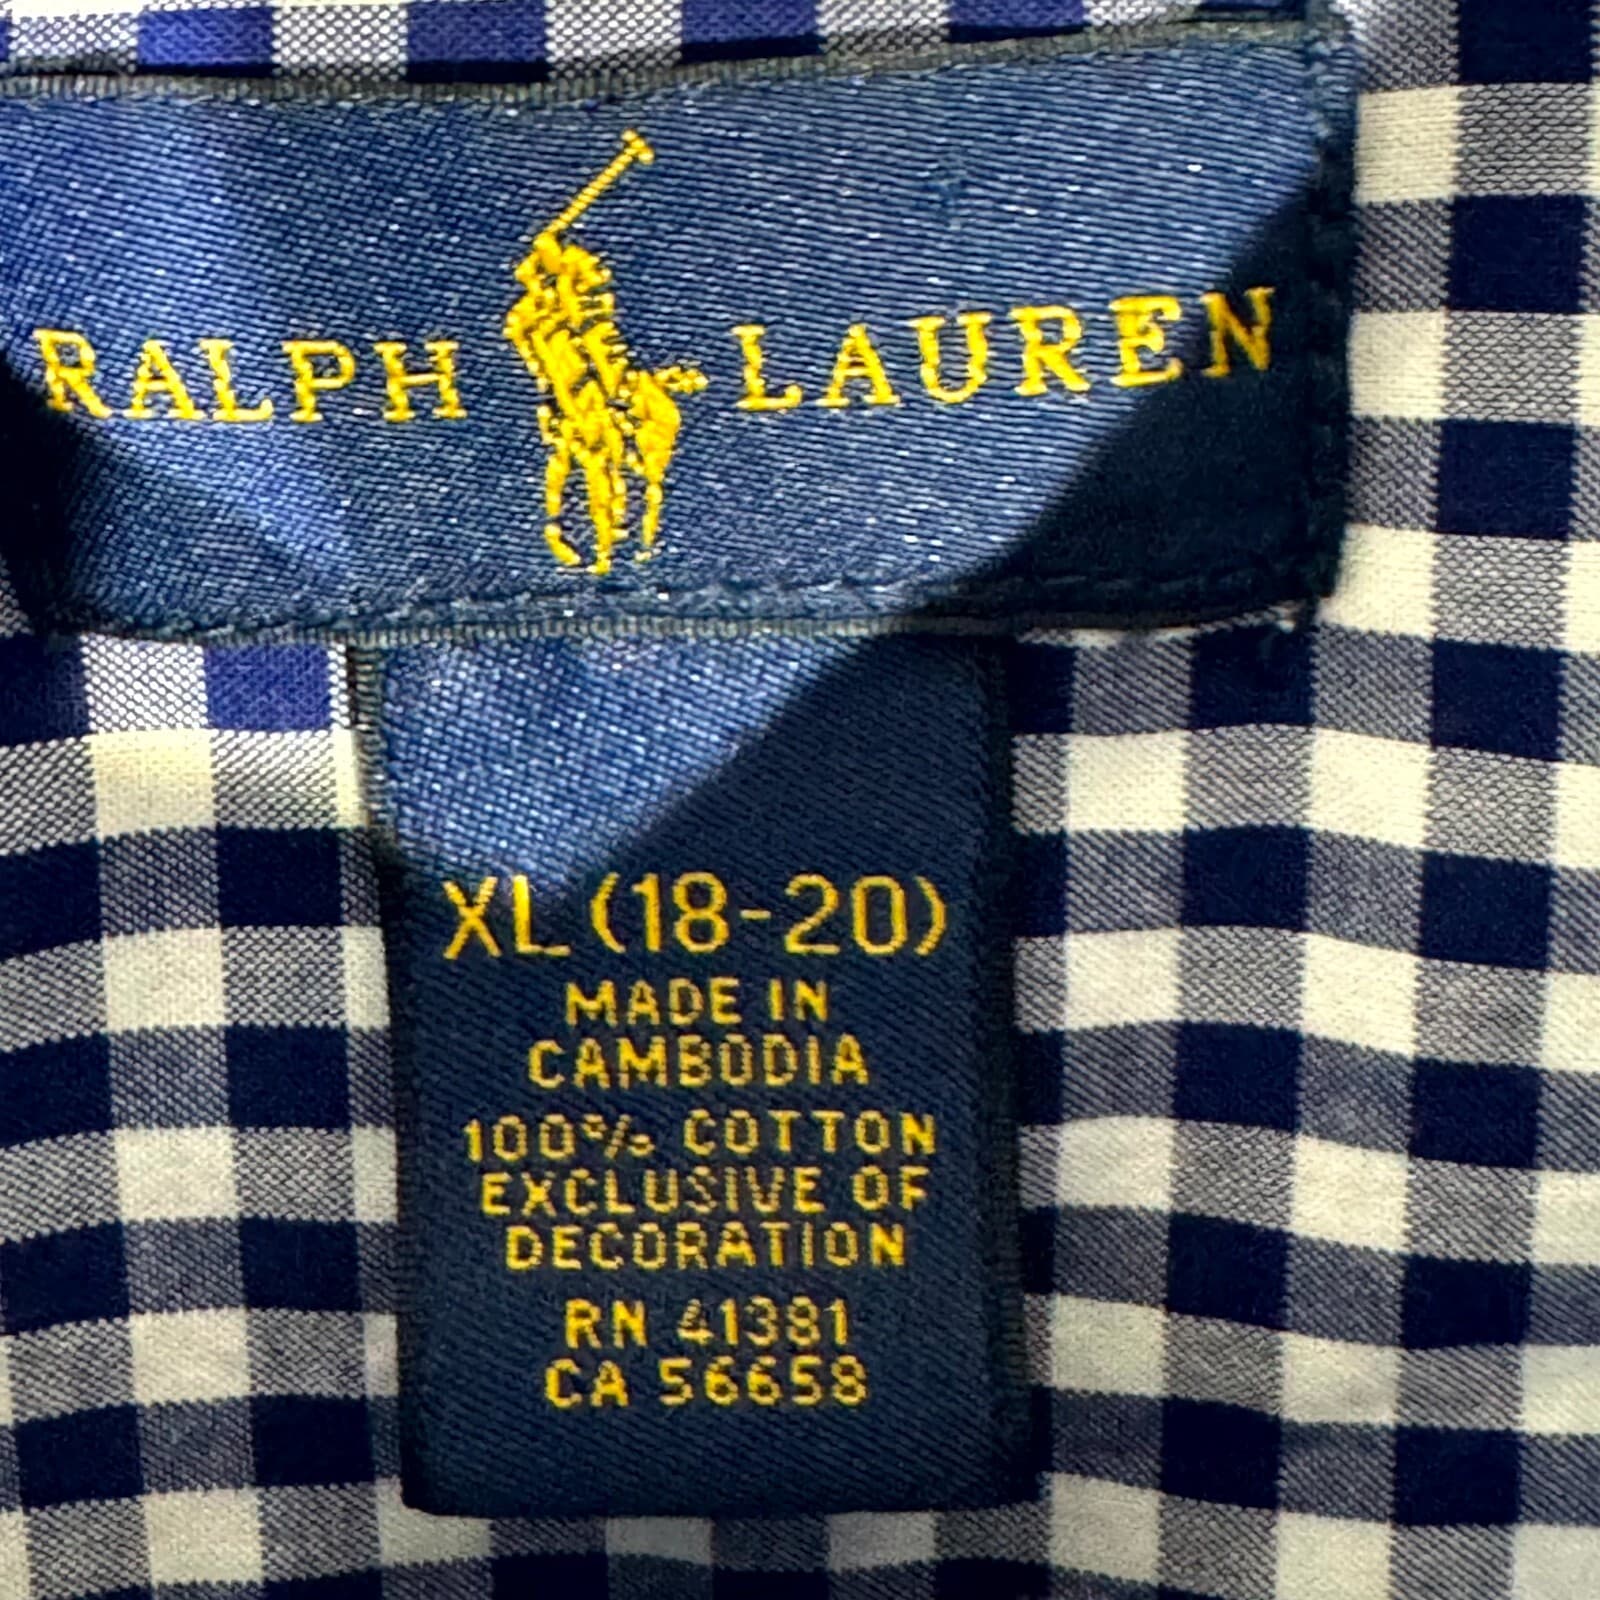 RALPH LAUREN
XL (18-20)
MADE IN
CAMBODIA
100% COTTON
EXCLUSIVE OF
DECORATION
RN 41381
CA 56658